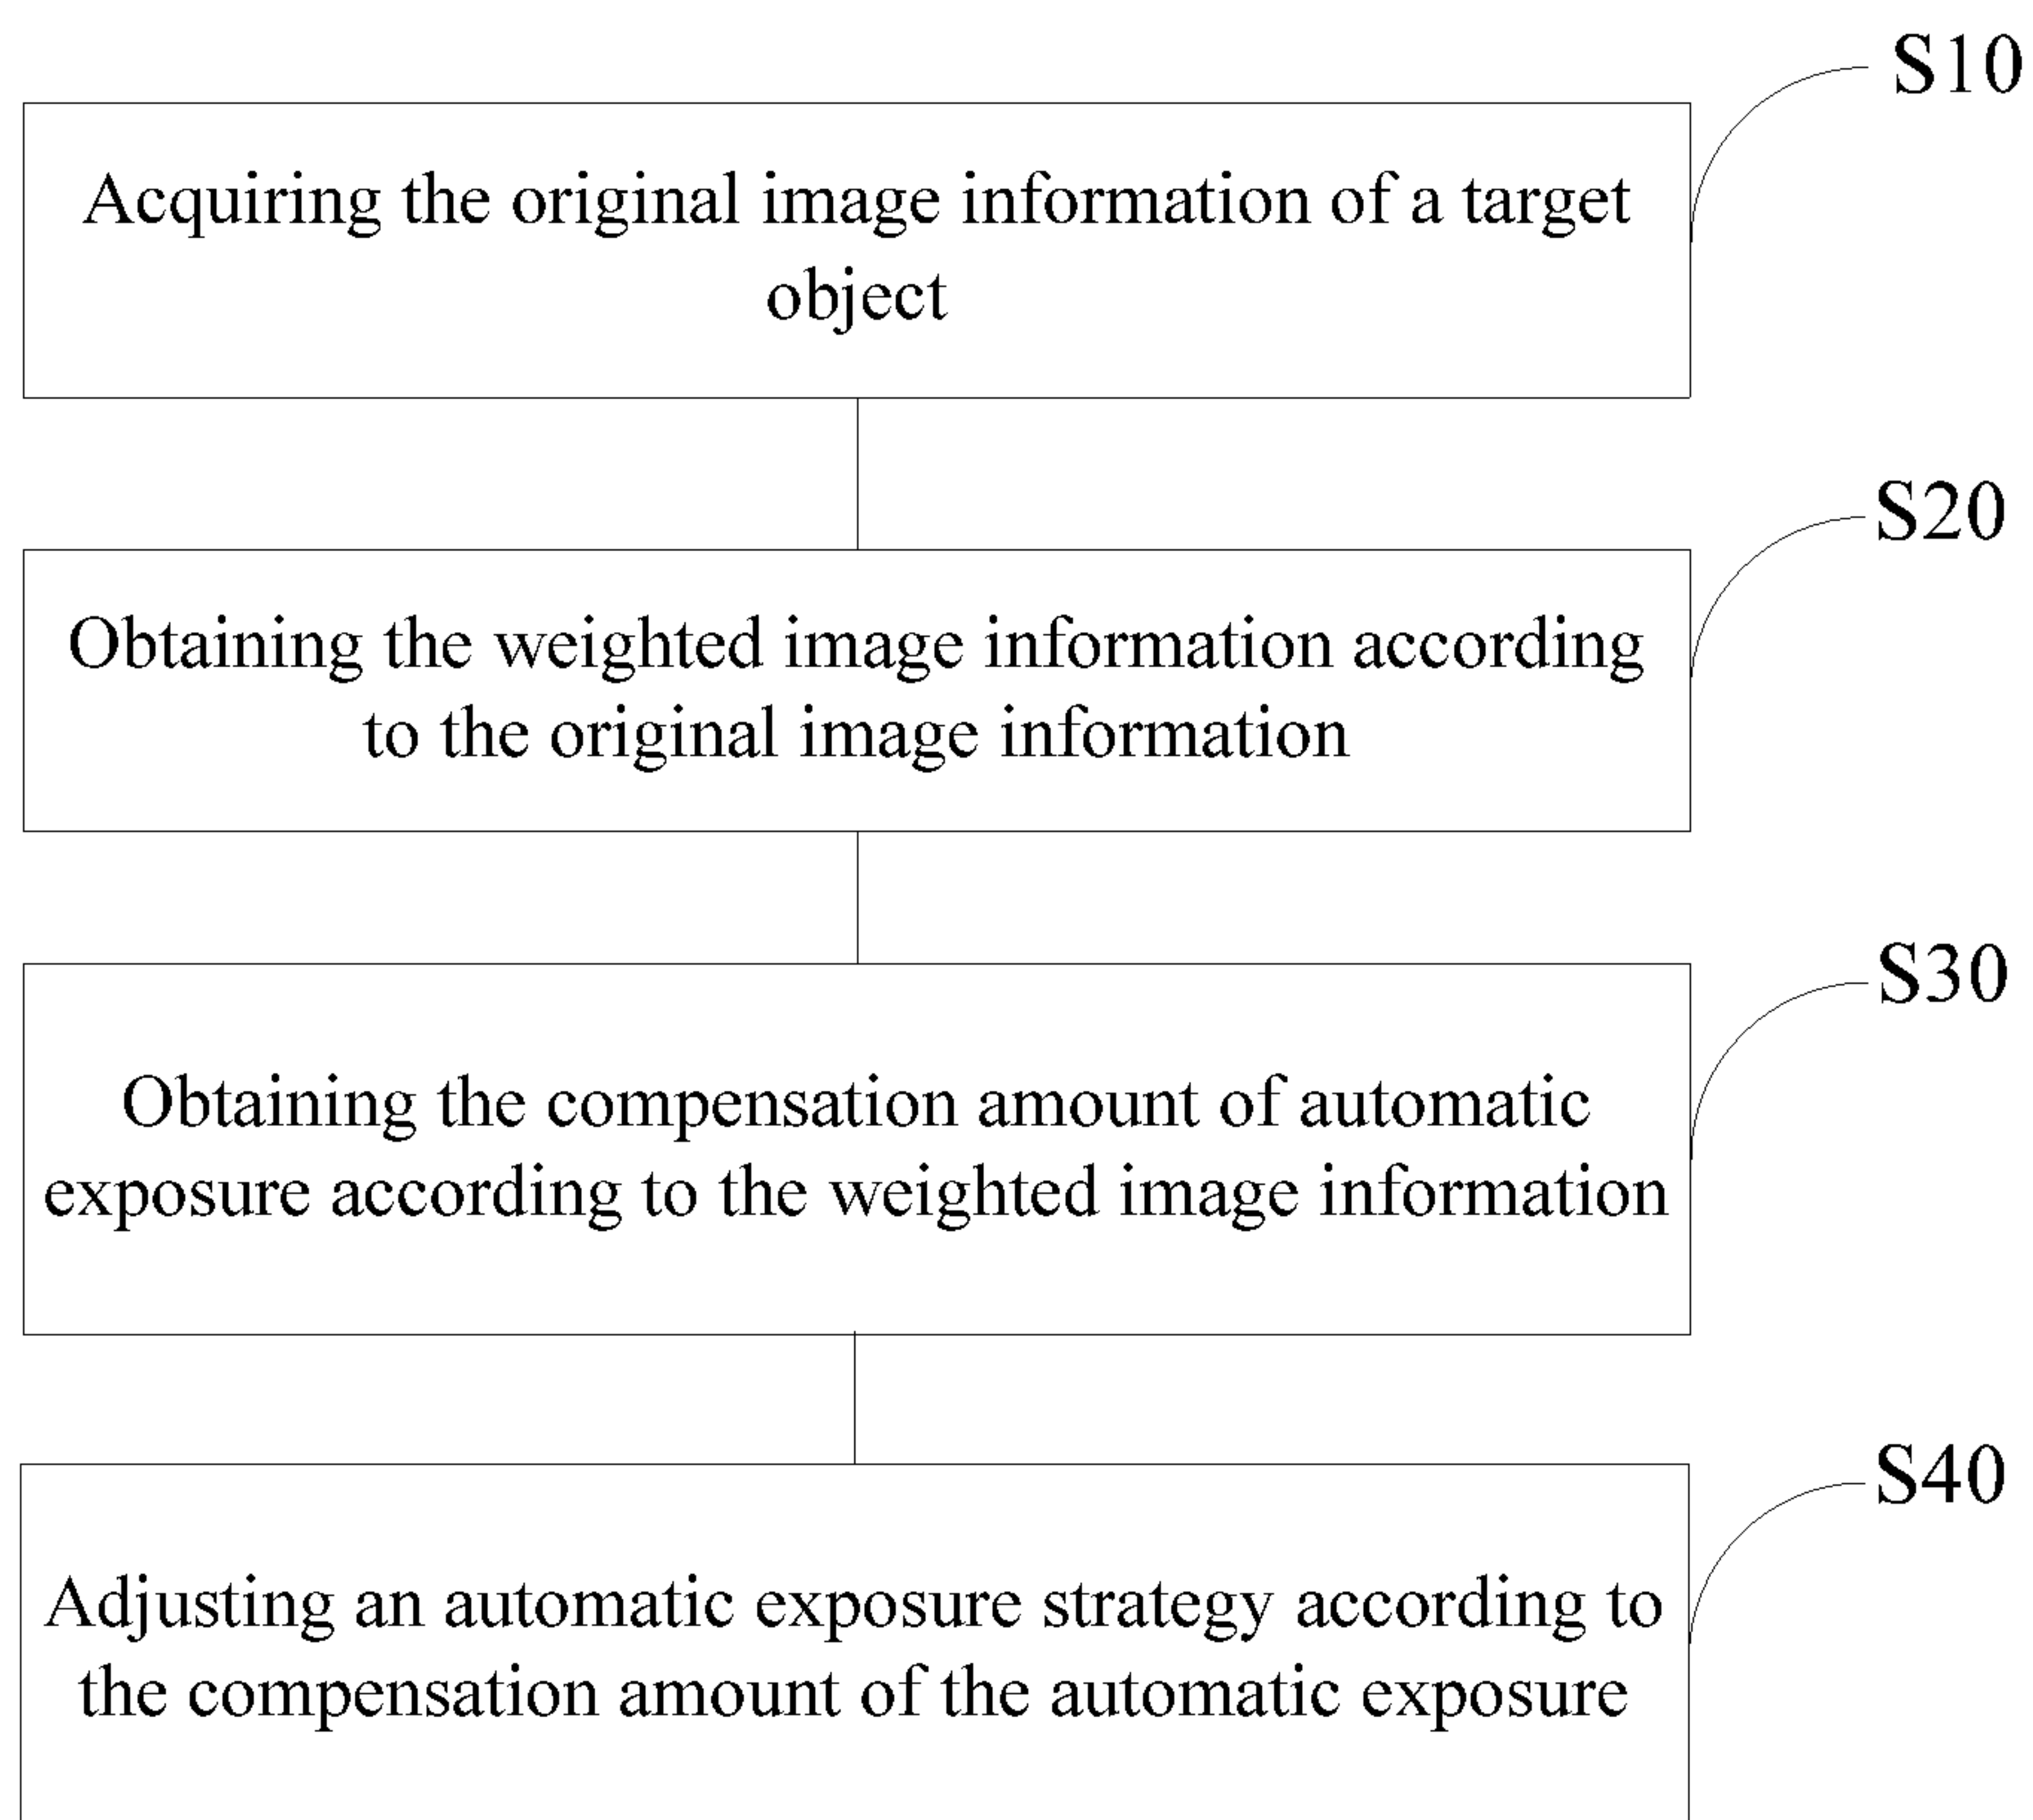 S10
Acquiring the original image information of a target
object
S20
Obtaining the weighted image information according
to the original image information
S30
Obtaining the compensation amount of automatic
exposure according to the weighted image information
S40
Adjusting an automatic exposure strategy according to
the compensation amount of the automatic exposure